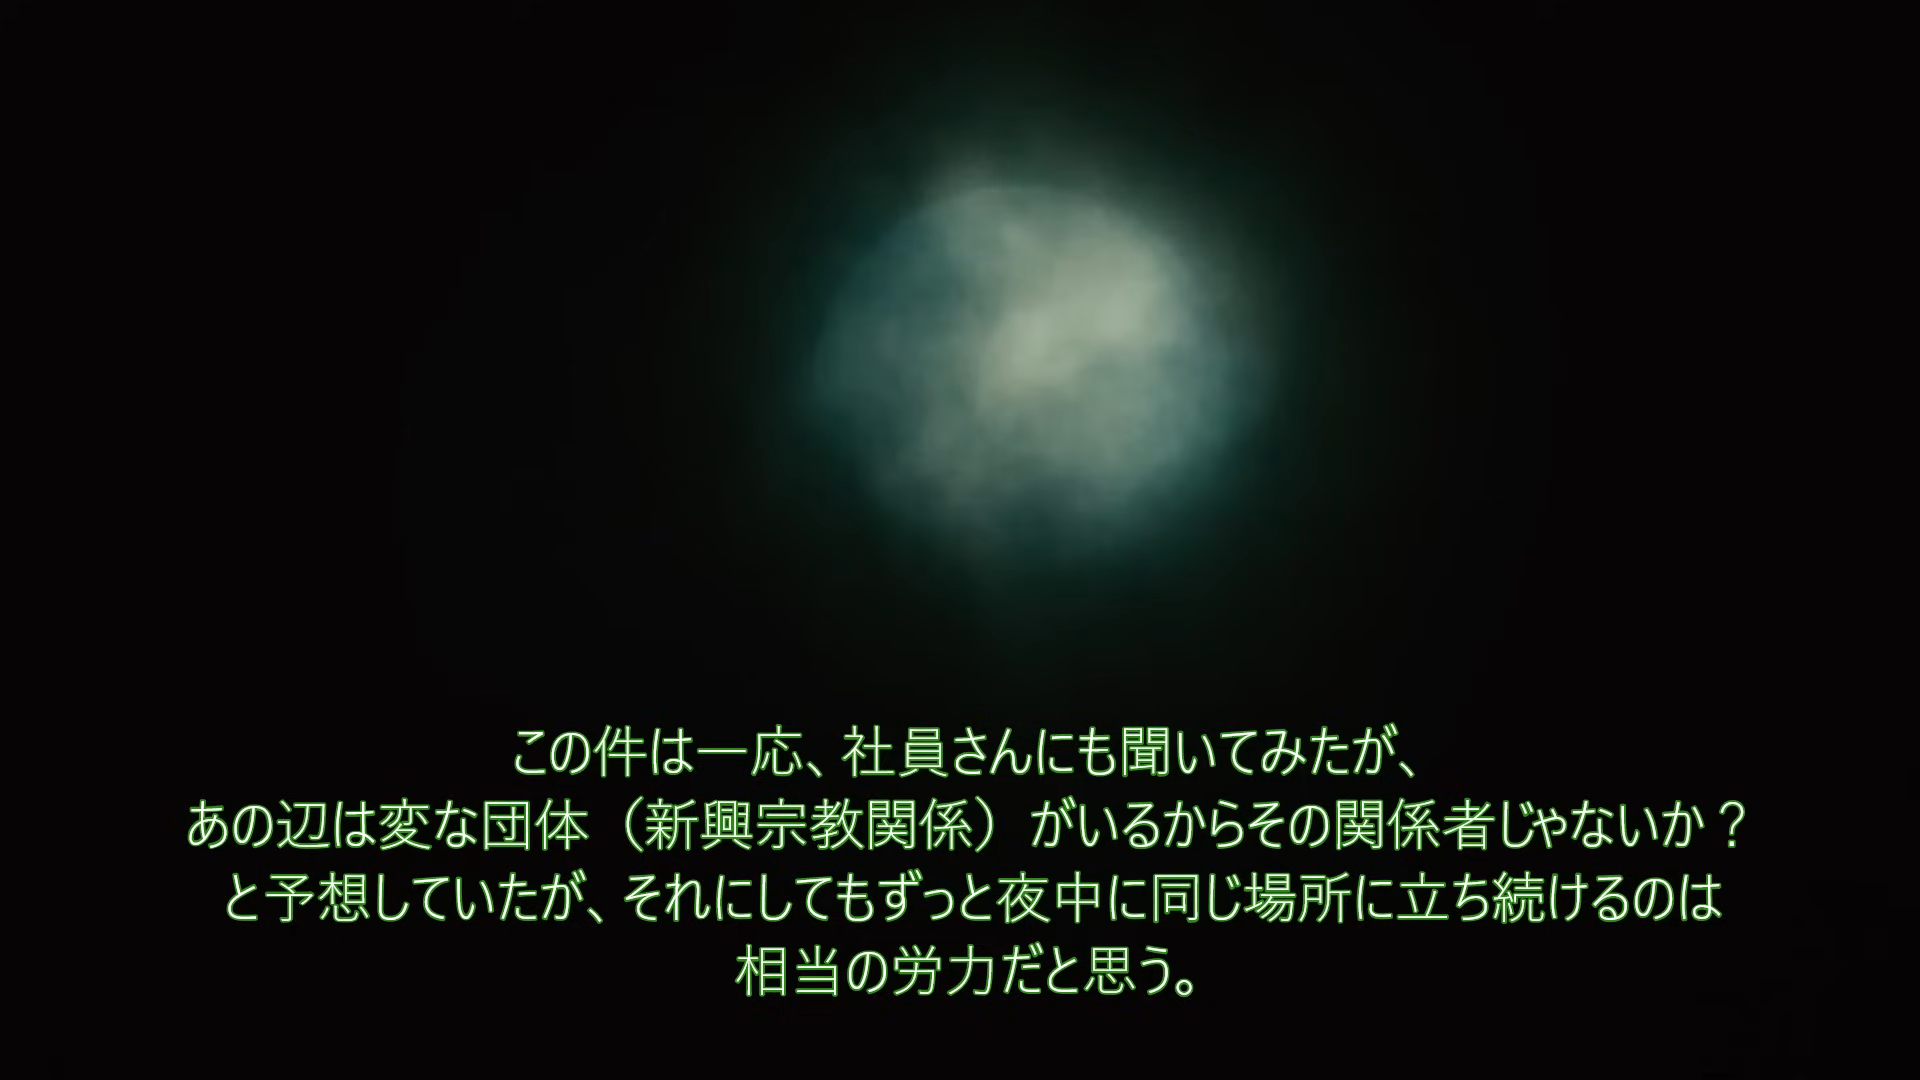 この件は一応、社員さんにも聞いてみたが、
あの辺は変な団体（新興宗教関係）がいるからその関係者じゃないか？
と予想していたが、それにしてもずっと夜中に同じ場所に立ち続けるのは
相当の労力だと思う。